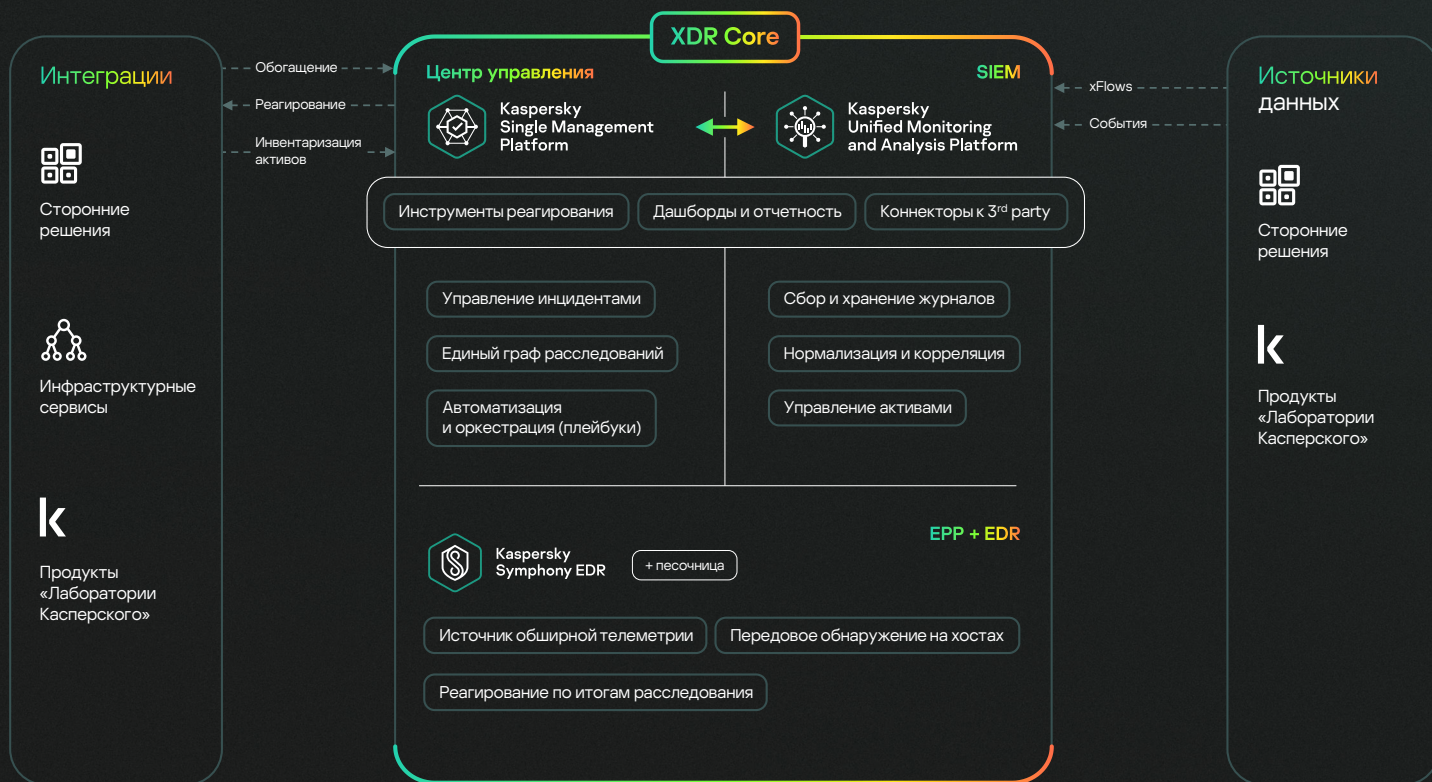 XDR Core
Интеграции
Сторонние
решения
Инфраструктурные
сервисы
Продукты
«Лаборатории
Касперского»
Обогащение
Реагирование
Инвентаризация
активов
Центр управления
Kaspersky
Single Management
Platform
SIEM
Kaspersky
Unified Monitoring
and Analysis Platform
Инструменты реагирования
Дашборды и отчетность
Коннекторы к 3rd party
Управление инцидентами
Единый граф расследований
Автоматизация
и оркестрация (плейбуки)
Сбор и хранение журналов
Нормализация и корреляция
Управление активами
EPP + EDR
Kaspersky
Symphony EDR
+ песочница
Источник обширной телеметрии
Передовое обнаружение на хостах
Реагирование по итогам расследования
xFlows
События
Источники
данных
Сторонние
решения
Продукты
«Лаборатории
Касперского»